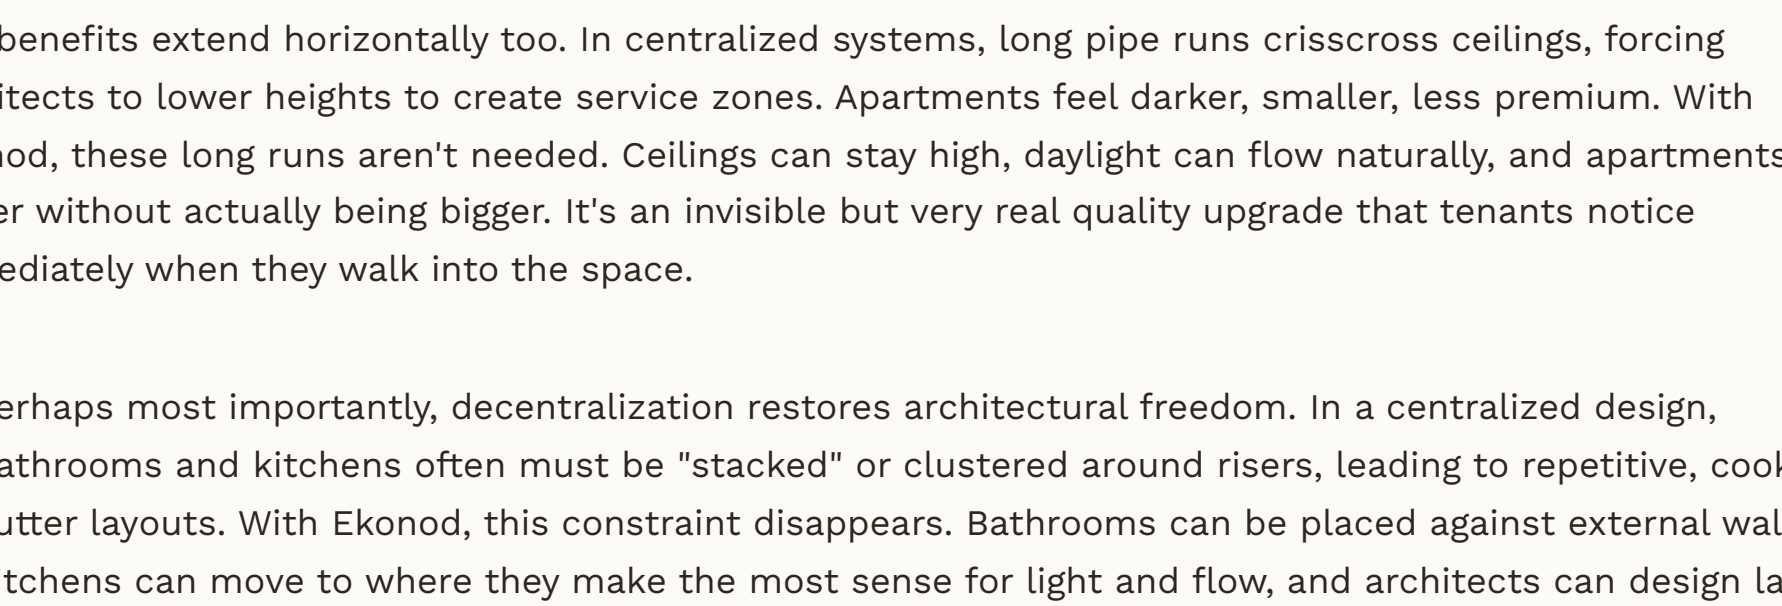 benefits extend horizontally too. In centralized systems, long pipe runs crisscross ceilings, forcing
itects to lower heights to create service zones. Apartments feel darker, smaller, less premium. With
nod, these long runs aren't needed. Ceilings can stay high, daylight can flow naturally, and apartments
er without actually being bigger. It's an invisible but very real quality upgrade that tenants notice
ediately when they walk into the space.
erhaps most importantly, decentralization restores architectural freedom. In a centralized design,
athrooms and kitchens often must be "stacked" or clustered around risers, leading to repetitive, cook
utter layouts. With Ekonod, this constraint disappears. Bathrooms can be placed against external wal
tchens can move to where they make the most sense for light and flow, and architects can design la